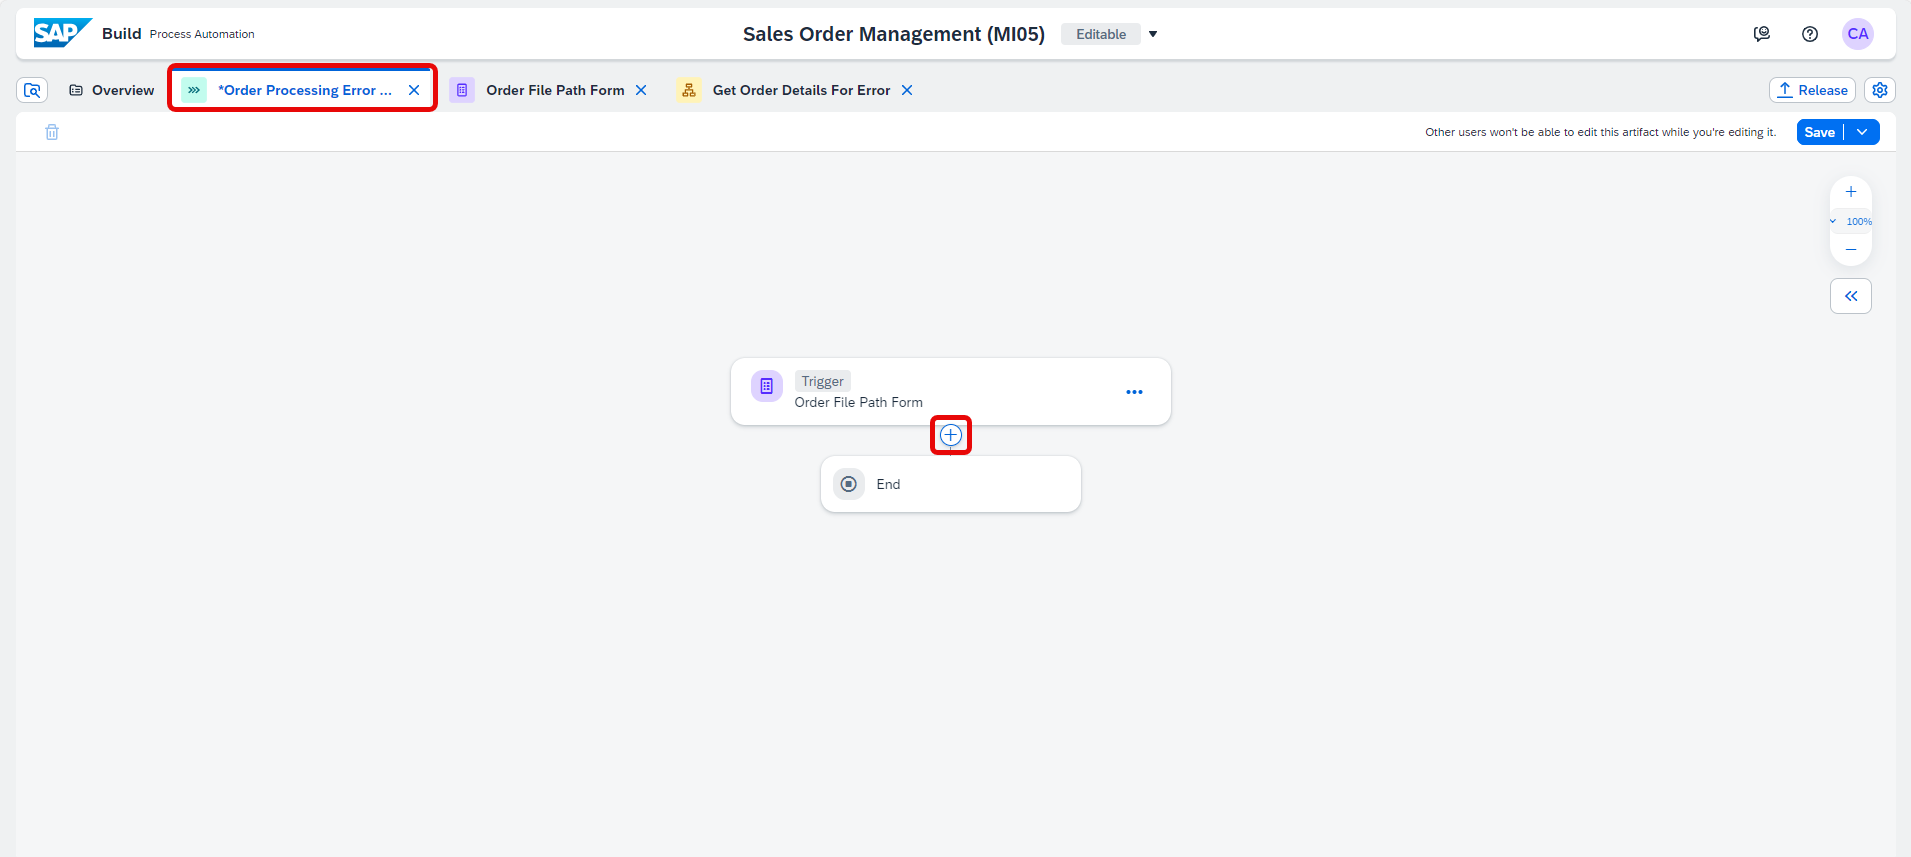 SAP Build Process Automation
Sales Order Management (MI05) Editable
CA
Overview
*Order Processing Error ...
Order File Path Form
Get Order Details For Error
Release
Other users won't be able to edit this artifact while you're editing it.
Save
100%
Trigger
Order File Path Form
End